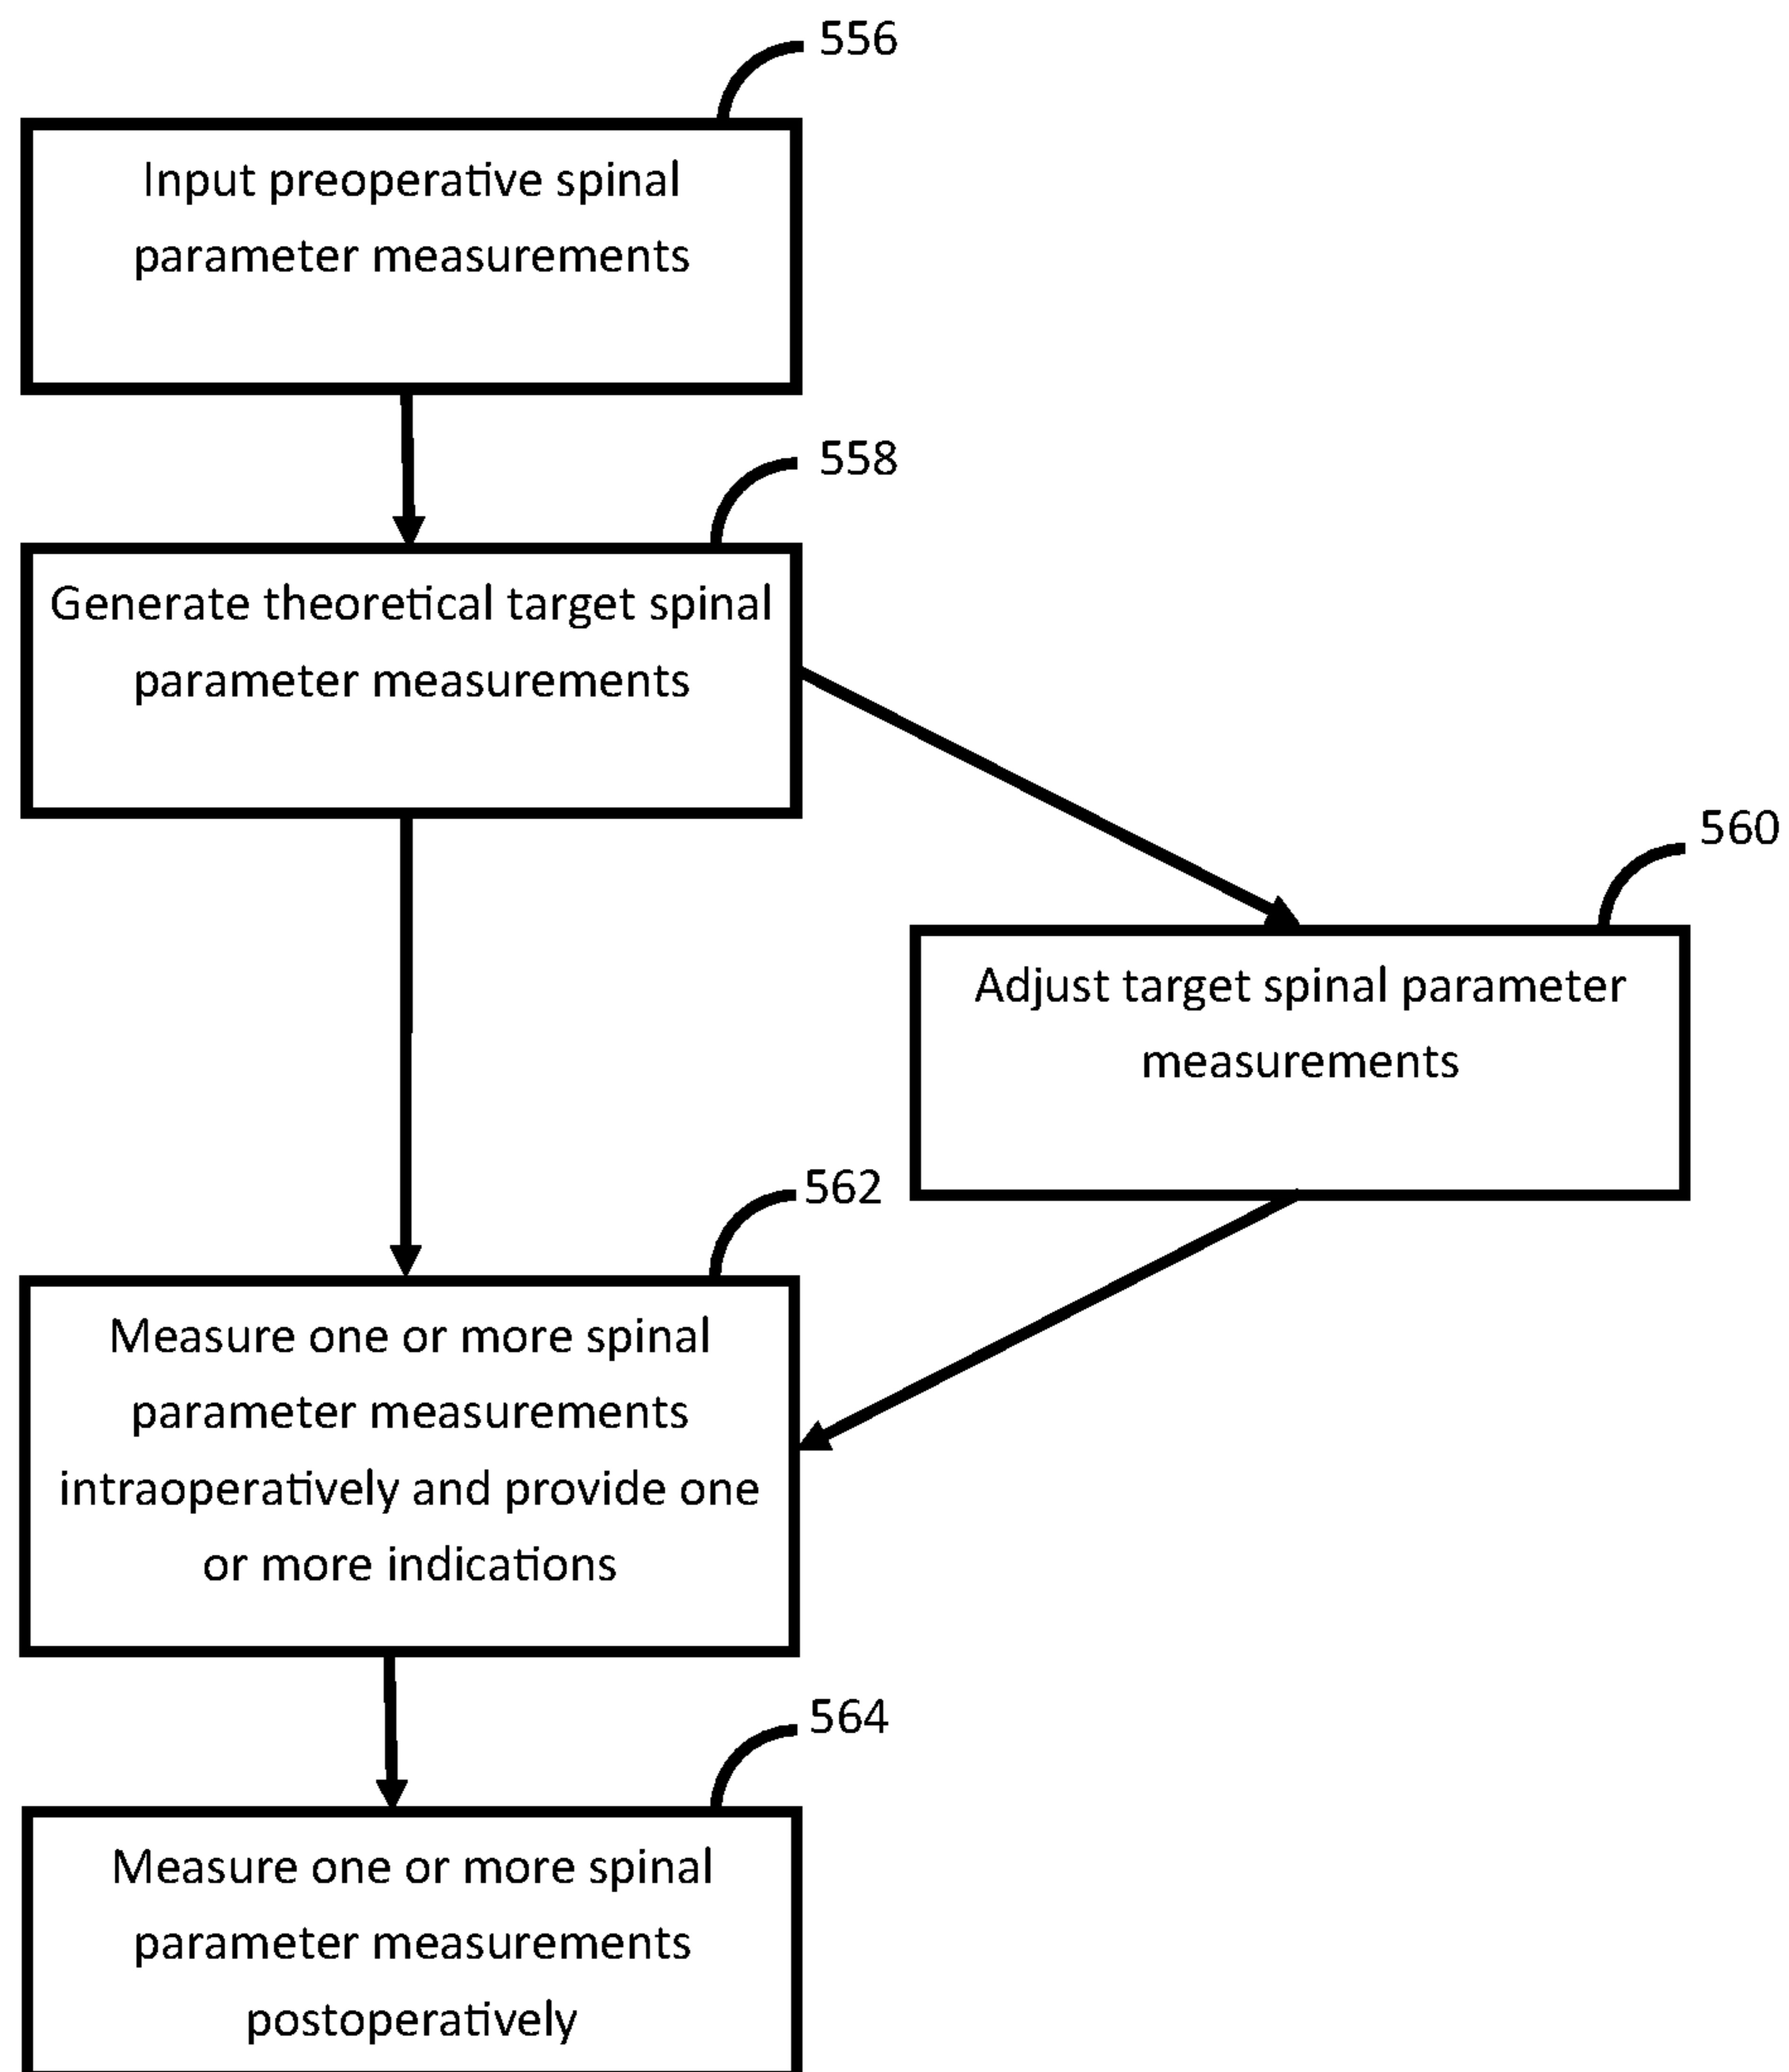 556
Input preoperative spinal
parameter measurements
558
Generate theoretical target spinal
parameter measurements
560
Adjust target spinal parameter
measurements
562
Measure one or more spinal
parameter measurements
intraoperatively and provide one
or more indications
564
Measure one or more spinal
parameter measurements
postoperatively